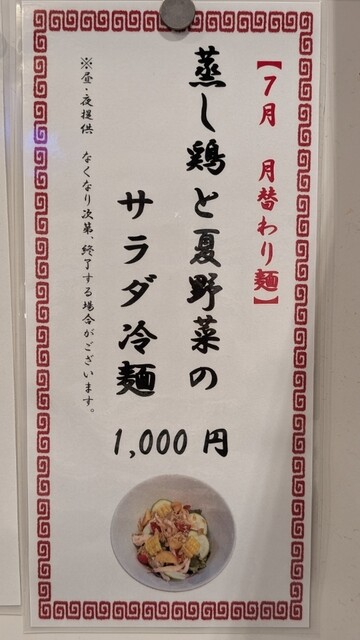 【7月 月替わり麺】
蒸し鶏と夏野菜の
サラダ冷麺
1,000円
※昼・夜提供 なくなり次第、終了する場合がございます。